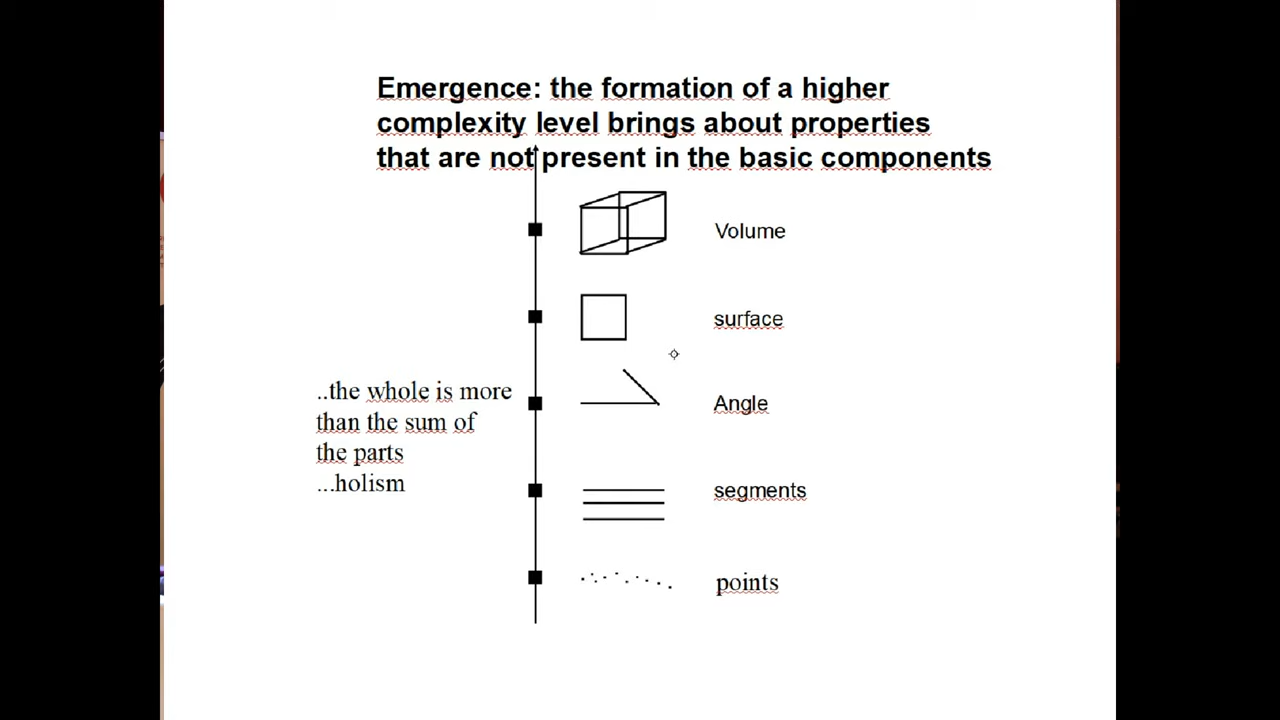 Emergence: the formation of a higher
complexity level brings about properties
that are not present in the basic components
Volume
surface
..the whole is more
than the sum of
the parts
...holism
Angle
segments
points